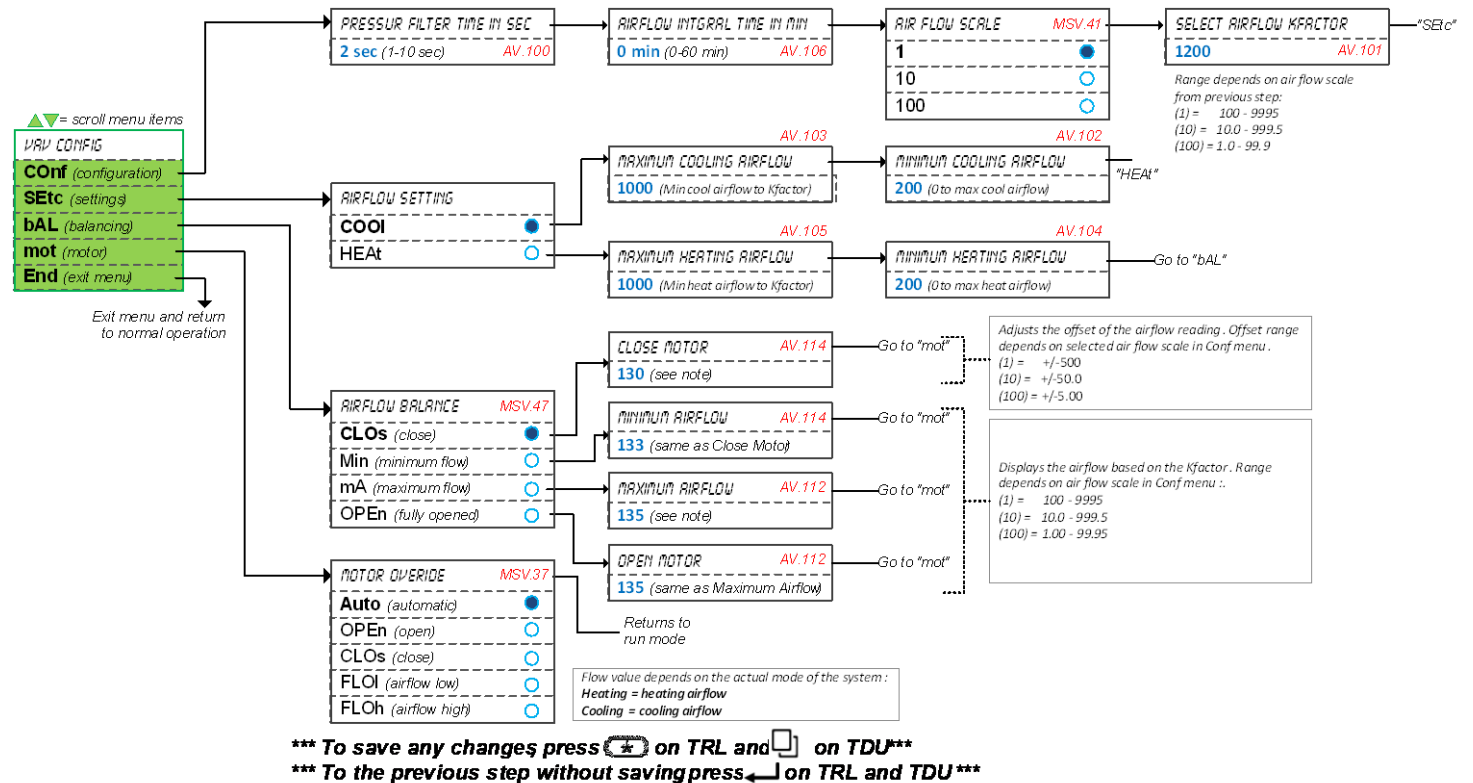 PRESSUR FILTER TIME IN SEC
2 sec (1-10 sec) AV.100
AIRFLOW INTGRAL TIME IN MIN
0 min (0-60 min) AV.106
AIR FLOW SCALE MSV.41
1
10
100
SELECT AIRFLOW KFACTOR
1200 AV.101
"SEtc"
Range depends on air flow scale
from previous step:
(1) = 100 - 9995
(10) = 10.0 - 999.5
(100) = 1.0 - 99.9
▲▼= scroll menu items
VAV CONFIG
COnf (configuration)
SEtc (settings)
bAL (balancing)
mot (motor)
End (exit menu)
Exit menu and return
to normal operation
AIRFLOW SETTING
COOl
HEAt
AV.103
MAXIMUM COOLING AIRFLOW
1000 (Min cool airflow to Kfactor)
AV.102
MINIMUM COOLING AIRFLOW
200 (0 to max cool airflow)
"HEAt"
AV.105
MAXIMUM HEATING AIRFLOW
1000 (Min heat airflow to Kfactor)
AV.104
MINIMUM HEATING AIRFLOW
200 (0 to max heat airflow)
Go to "bAL"
AIRFLOW BALANCE MSV.47
CLOs (close)
Min (minimum flow)
mA (maximum flow)
OPEn (fully opened)
CLOSE MOTOR AV.114
130 (see note)
Go to "mot"
MINIMUM AIRFLOW AV.114
133 (same as Close Motor)
Go to "mot"
MAXIMUM AIRFLOW AV.112
135 (see note)
Go to "mot"
OPEN MOTOR AV.112
135 (same as Maximum Airflow)
Go to "mot"
Adjusts the offset of the airflow reading . Offset range
depends on selected air flow scale in Conf menu .
(1) = +/-500
(10) = +/-50.0
(100) = +/-5.00
Displays the airflow based on the Kfactor . Range
depends on air flow scale in Conf menu :.
(1) = 100 - 9995
(10) = 10.0 - 999.5
(100) = 1.00 - 99.95
MOTOR OVERIDE MSV.37
Auto (automatic)
OPEn (open)
CLOs (close)
FLOl (airflow low)
FLOh (airflow high)
Returns to
run mode
Flow value depends on the actual mode of the system :
Heating = heating airflow
Cooling = cooling airflow
*** To save any changes, press * on TRL and on TDU***
*** To the previous step without saving press on TRL and TDU ***